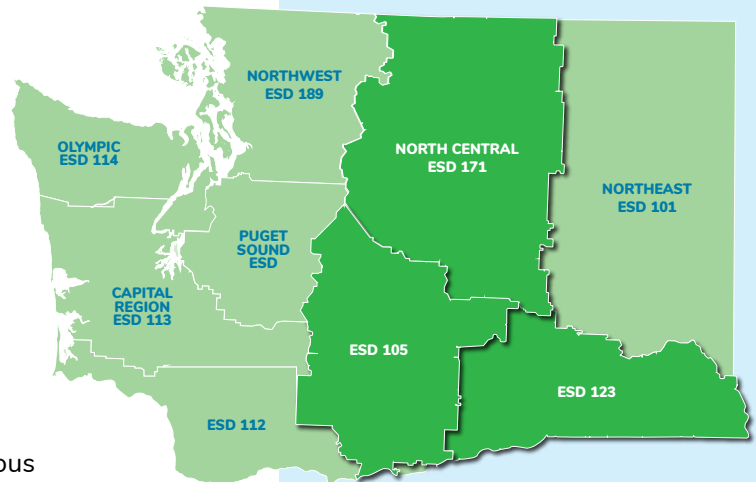 NORTHWEST
ESD 189
OLYMPIC
ESD 114
NORTH CENTRAL
ESD 171
NORTHEAST
ESD 101
PUGET
SOUND
ESD
CAPITAL
REGION
ESD 113
ESD 105
ESD 123
ESD 112